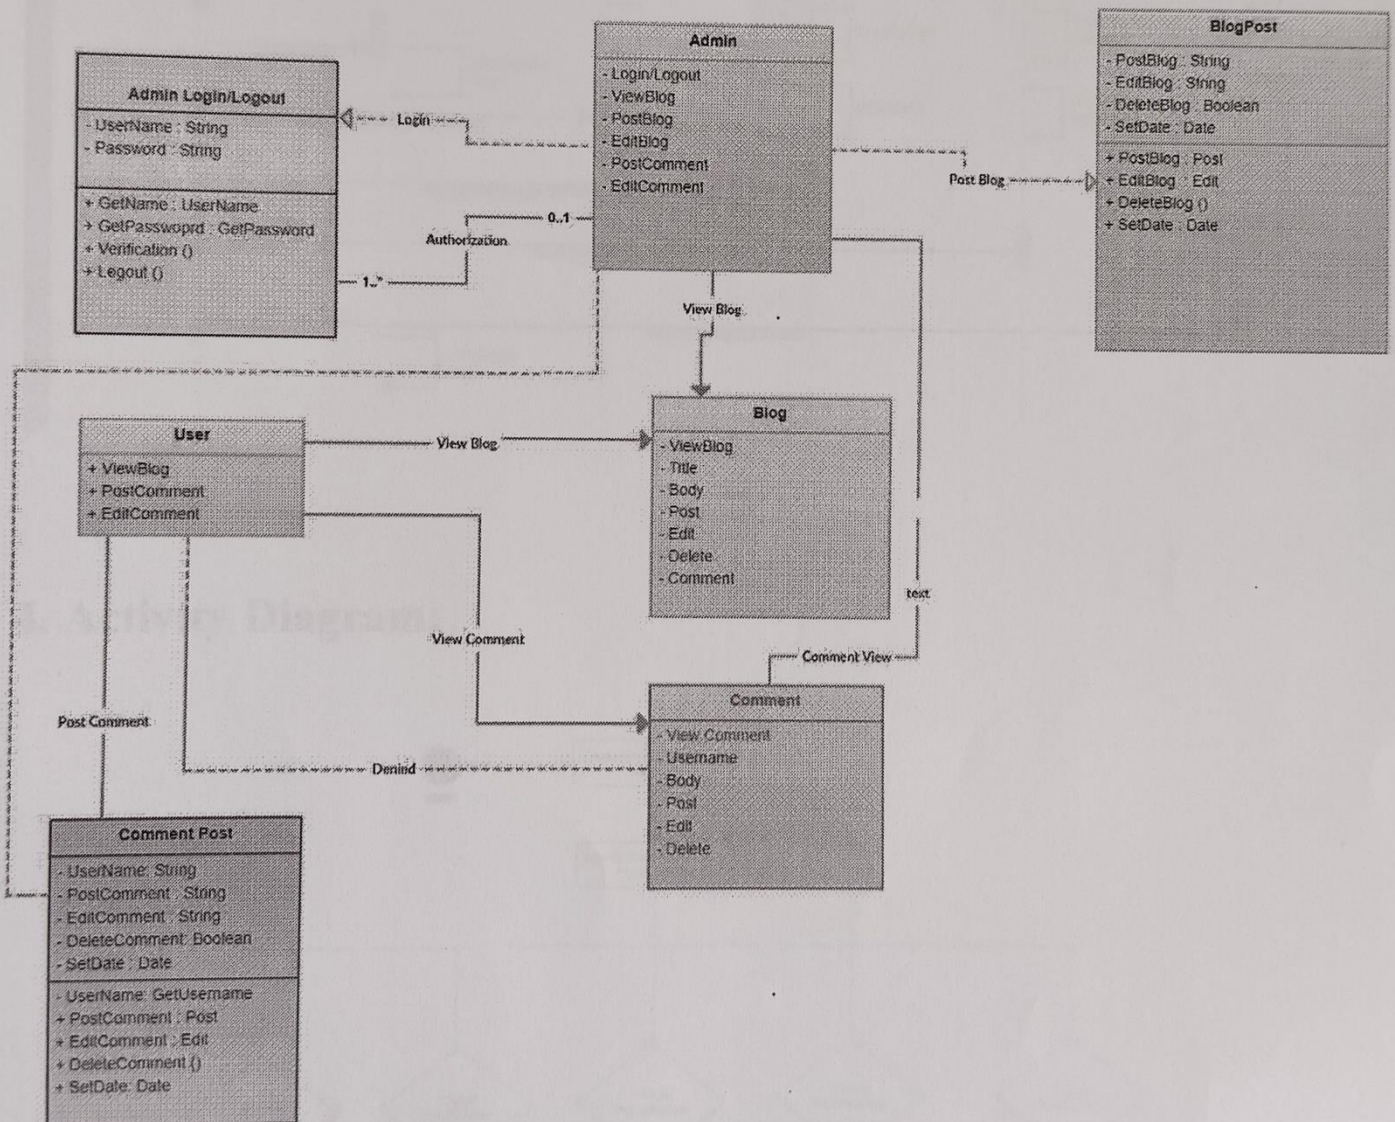 Admin Login/Logout
- UserName : String
- Password : String
+ GetName : UserName
+ GetPasswoprd : GetPassword
+ Verification ()
+ Logout ()
Login
Authorization
0..1
1..*
Admin
- Login/Logout
- ViewBlog
- PostBlog
- EditBlog
- PostComment
- EditComment
BlogPost
- PostBlog : String
- EditBlog : String
- DeleteBlog : Boolean
- SetDate : Date
+ PostBlog : Post
+ EditBlog : Edit
+ DeleteBlog ()
+ SetDate : Date
Post Blog
View Blog
User
+ ViewBlog
+ PostComment
+ EditComment
View Blog
Blog
- ViewBlog
- Title
- Body
- Post
- Edit
- Delete
- Comment
text
4. Activity Diagram:
View Comment
Comment View
Post Comment
Denind
Comment
- View Comment
- Username
- Body
- Post
- Edit
- Delete
Comment Post
- UserName: String
- PostComment : String
- EditComment : String
- DeleteComment: Boolean
- SetDate : Date
- UserName: GetUsername
+ PostComment : Post
+ EditComment : Edit
+ DeleteComment ()
+ SetDate: Date